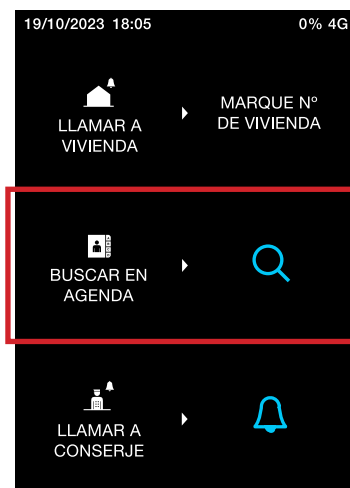 19/10/2023 18:05 0% 4G
LLAMAR A
VIVIENDA
MARQUE Nº
DE VIVIENDA
BUSCAR EN
AGENDA
LLAMAR A
CONSERJE